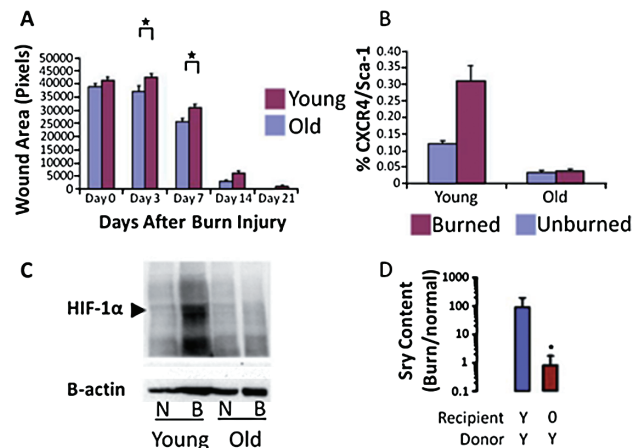 A
Wound Area (Pixels)
50000
45000
40000
35000
30000
25000
20000
15000
10000
5000
0
Day 0 Day 3 Day 7 Day 14 Day 21
Days After Burn Injury
Young
Old
B
% CXCR4/Sca-1
0.40
0.35
0.30
0.25
0.20
0.15
0.10
0.05
0
Young Old
Burned Unburned
C
HIF-1α
B-actin
N B N B
Young Old
D
Sry Content
(Burn/normal)
1000
100
10
1
0.1
Recipient Y O
Donor Y Y